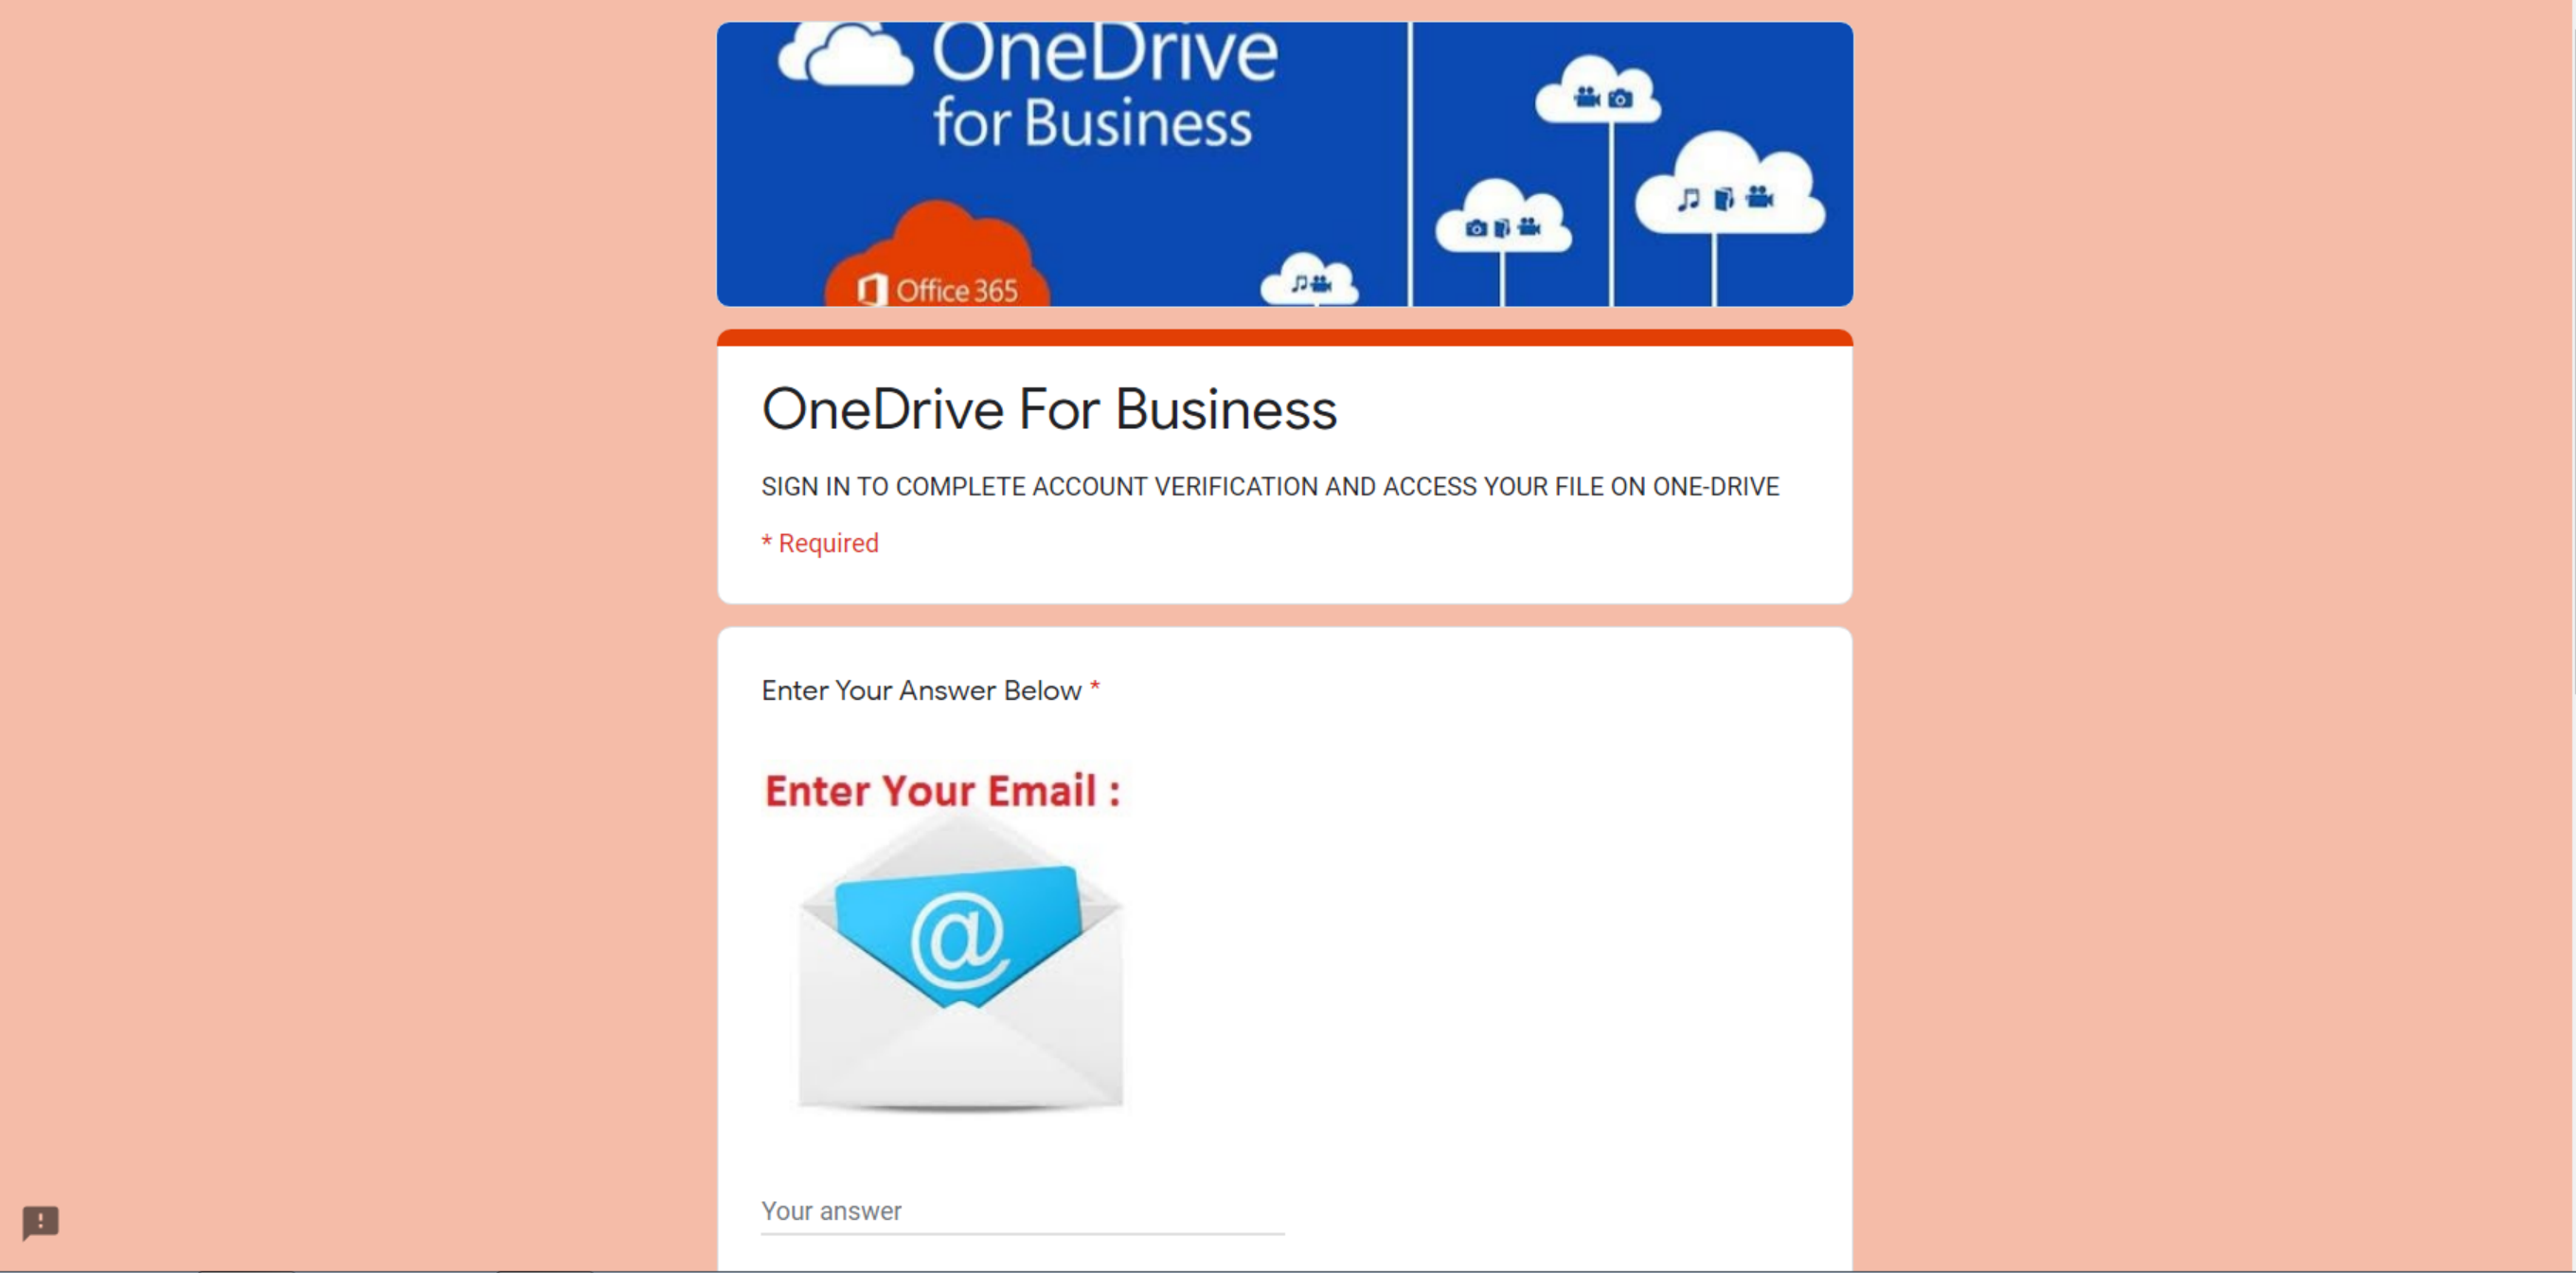 OneDrive
for Business
Office 365
OneDrive For Business
SIGN IN TO COMPLETE ACCOUNT VERIFICATION AND ACCESS YOUR FILE ON ONE-DRIVE
* Required
Enter Your Answer Below *
Enter Your Email :
@
Your answer